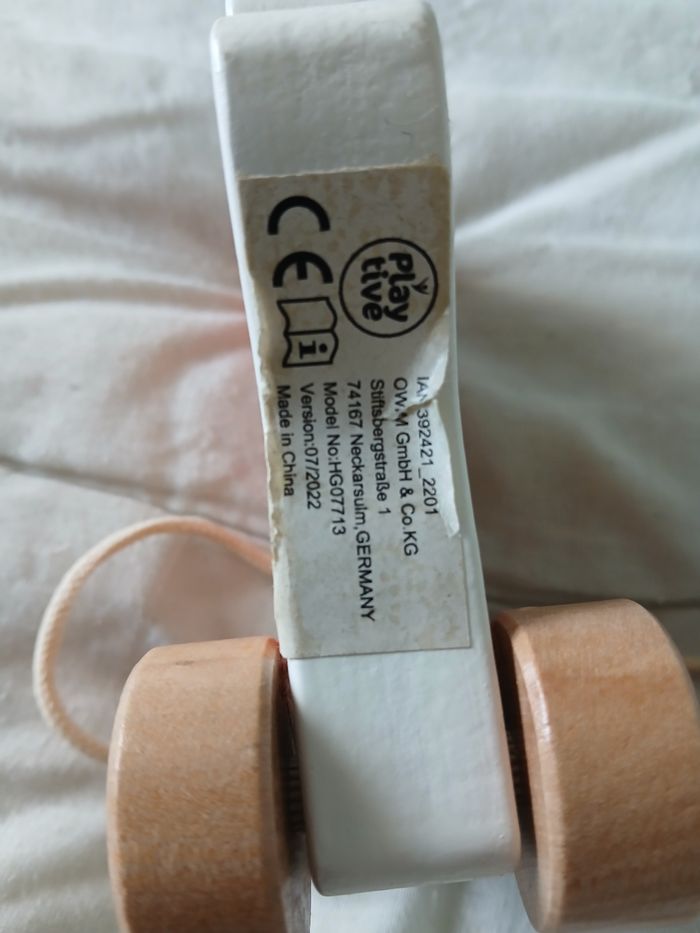 CE
i
Play
tive
IAN 392421_2201
OWIM GmbH & Co.KG
Stiftsbergstraße 1
74167 Neckarsulm,GERMANY
Model No:HG07713
Version:07/2022
Made in China